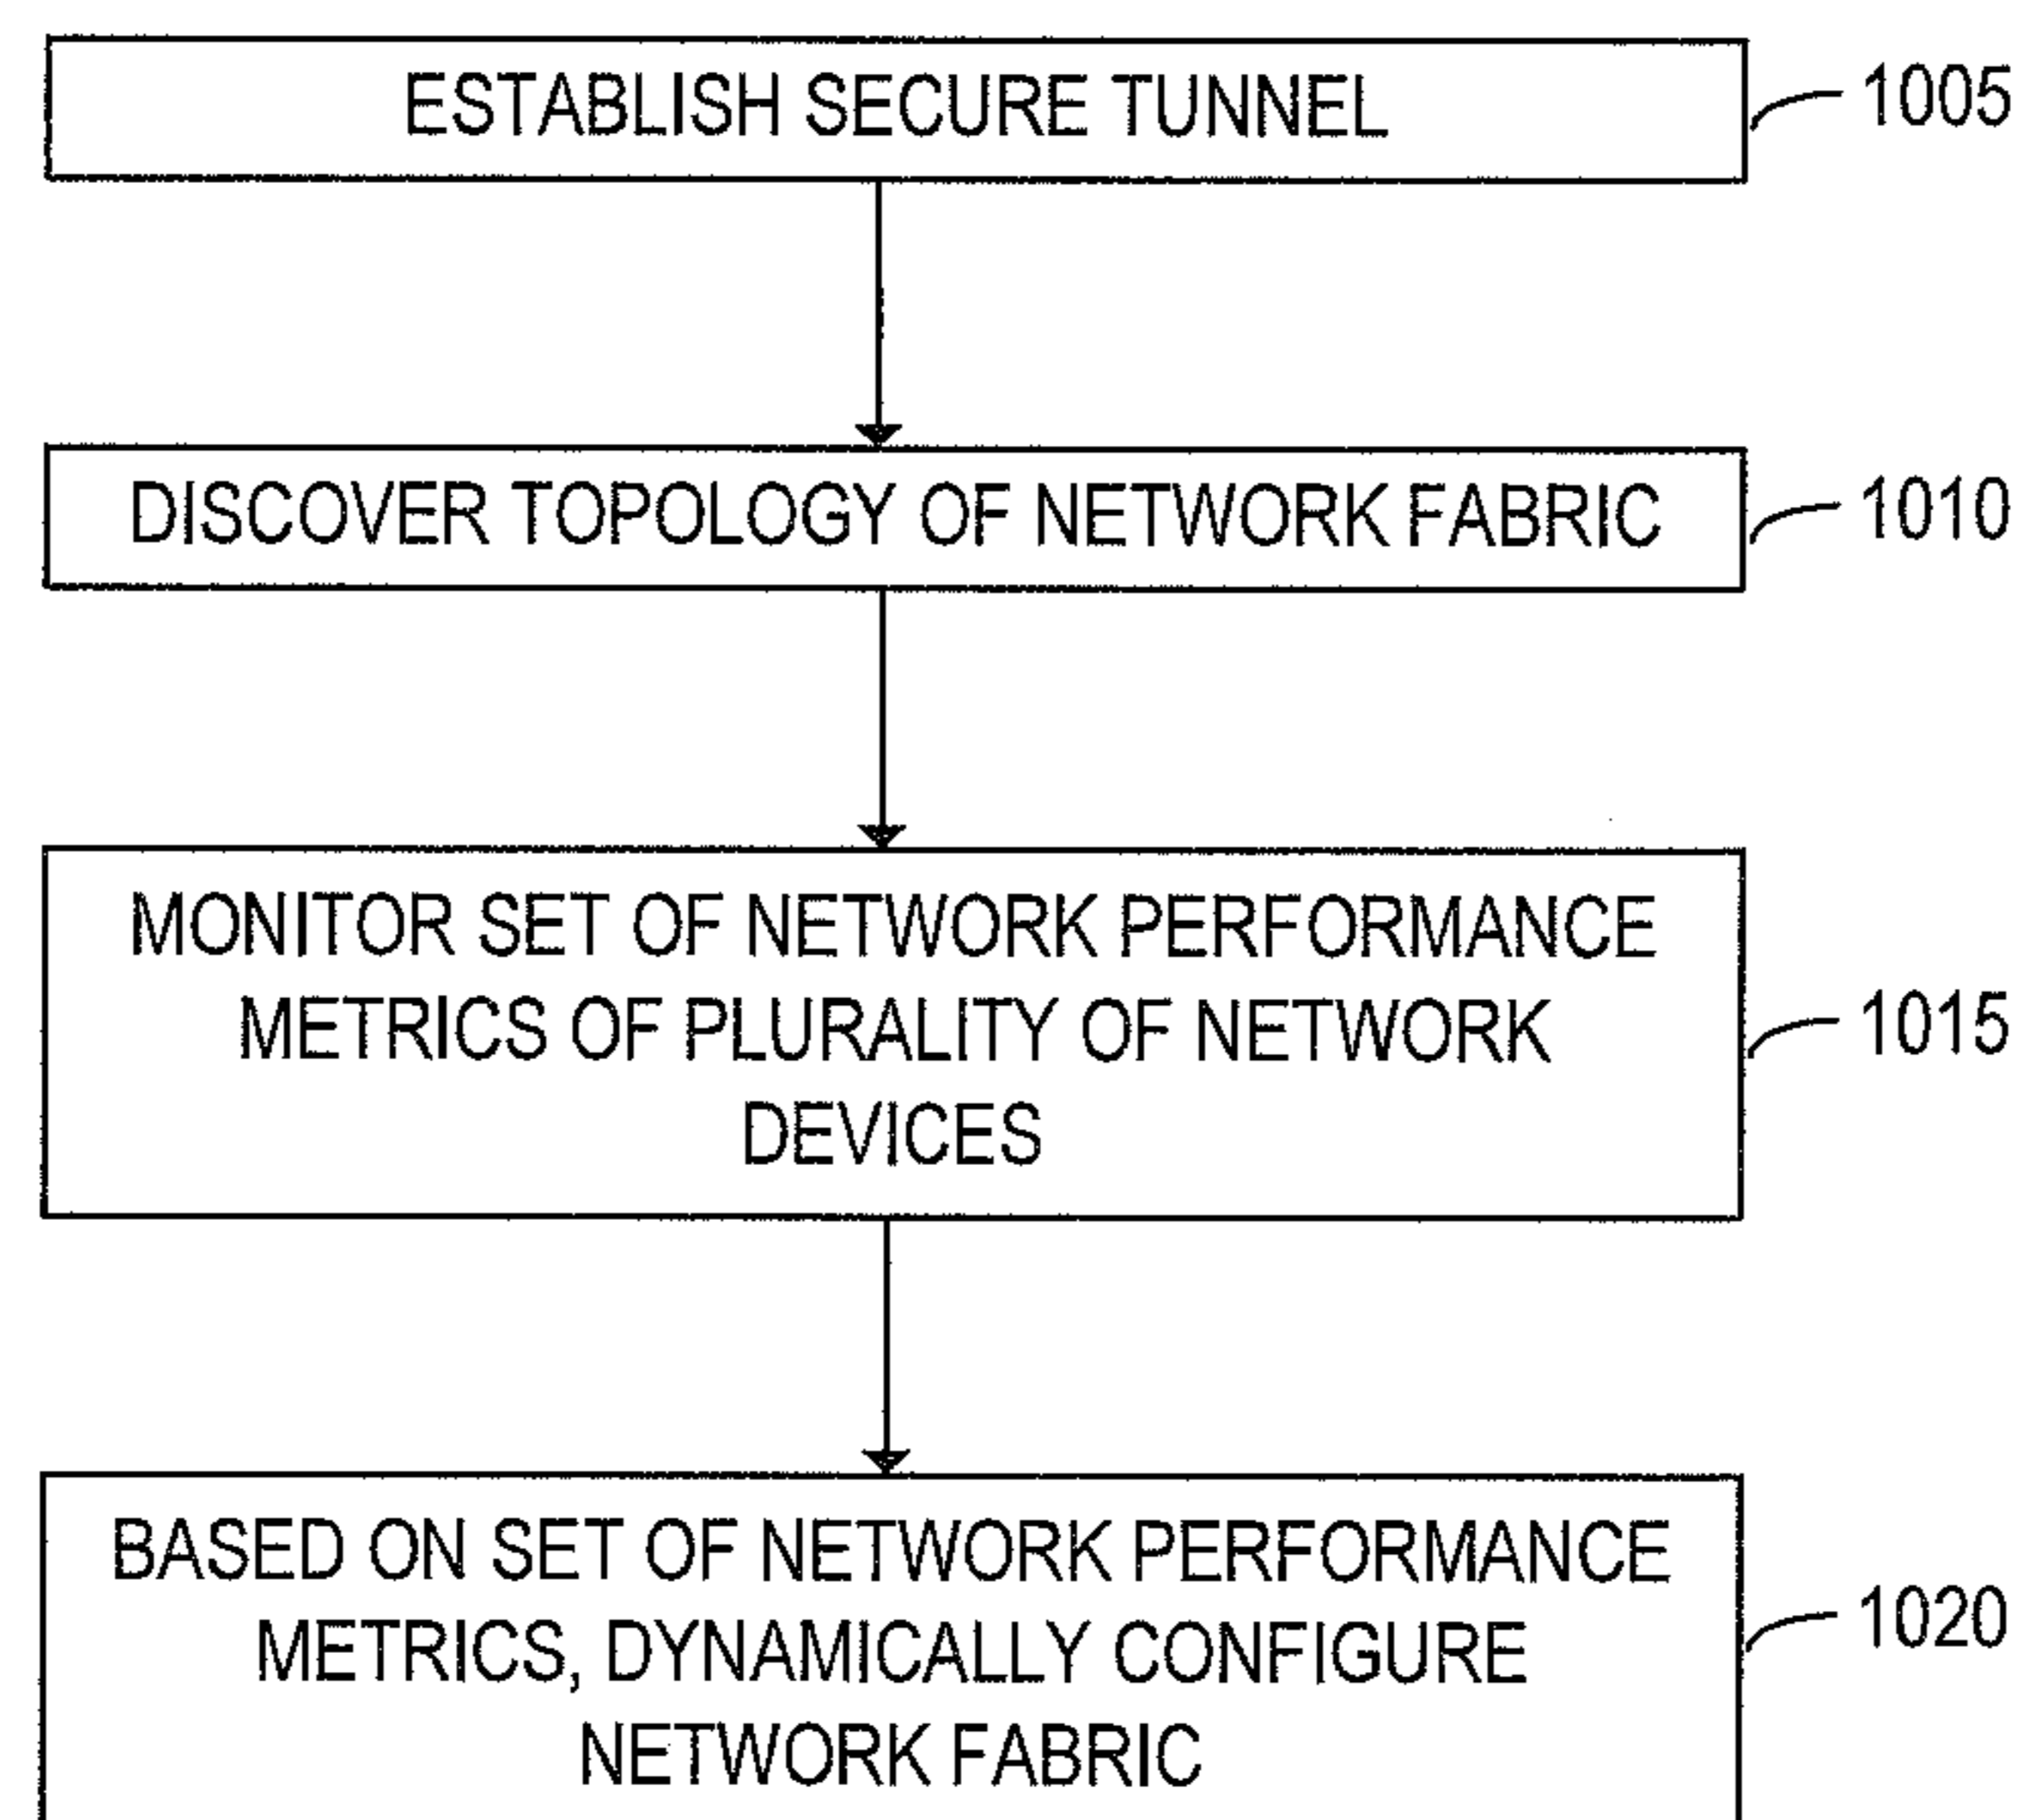 ESTABLISH SECURE TUNNEL
1005
DISCOVER TOPOLOGY OF NETWORK FABRIC
1010
MONITOR SET OF NETWORK PERFORMANCE
METRICS OF PLURALITY OF NETWORK
DEVICES
1015
BASED ON SET OF NETWORK PERFORMANCE
METRICS, DYNAMICALLY CONFIGURE
NETWORK FABRIC
1020